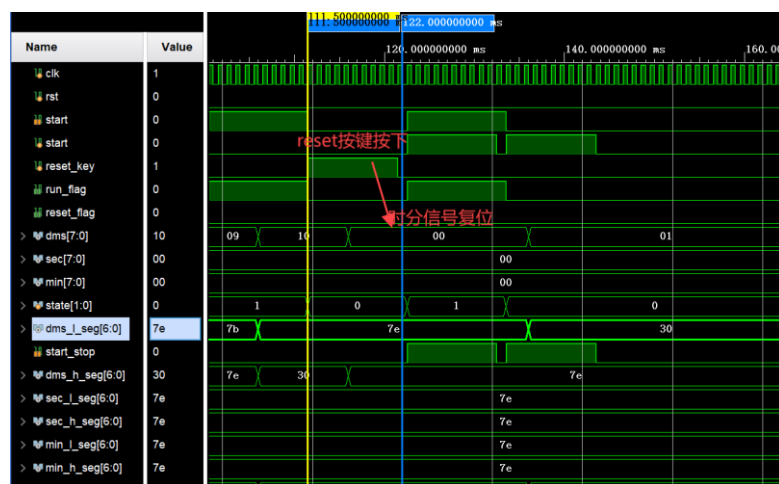 111.500000000 ms
111.500000000 122.000000000 ms
Name Value
120.000000000 ms 140.000000000 ms 160.00
clk 1
rst 0
start 0
start 0
reset按键按下
reset_key 1
run_flag 0
reset_flag 0
时分信号复位
dms[7:0] 10 09 10 00 01
sec[7:0] 00 00
min[7:0] 00 00
state[1:0] 0 1 0 1 0
dms_l_seg[6:0] 7e 7b 7e 30
start_stop 0
dms_h_seg[6:0] 30 7e 30 7e
sec_l_seg[6:0] 7e 7e
sec_h_seg[6:0] 7e 7e
min_l_seg[6:0] 7e 7e
min_h_seg[6:0] 7e 7e